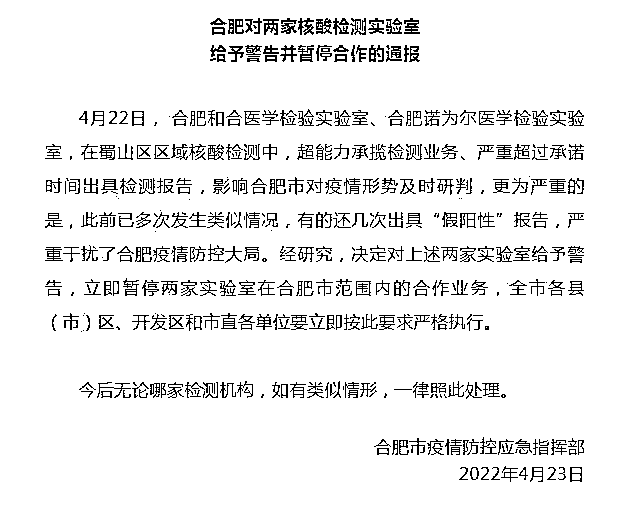 合肥对两家核酸检测实验室
给予警告并暂停合作的通报
4月22日，合肥和合医学检验实验室、合肥诺为尔医学检验实验
室，在蜀山区区域核酸检测中，超能力承揽检测业务、严重超过承诺
时间出具检测报告，影响合肥市对疫情形势及时研判，更为严重的
是，此前已多次发生类似情况，有的还几次出具“假阳性”报告，严
重干扰了合肥疫情防控大局。经研究，决定对上述两家实验室给予警
告，立即暂停两家实验室在合肥市范围内的合作业务，全市各县
（市）区、开发区和市直各单位要立即按此要求严格执行。
今后无论哪家检测机构，如有类似情形，一律照此处理。
合肥市疫情防控应急指挥部
2022年4月23日